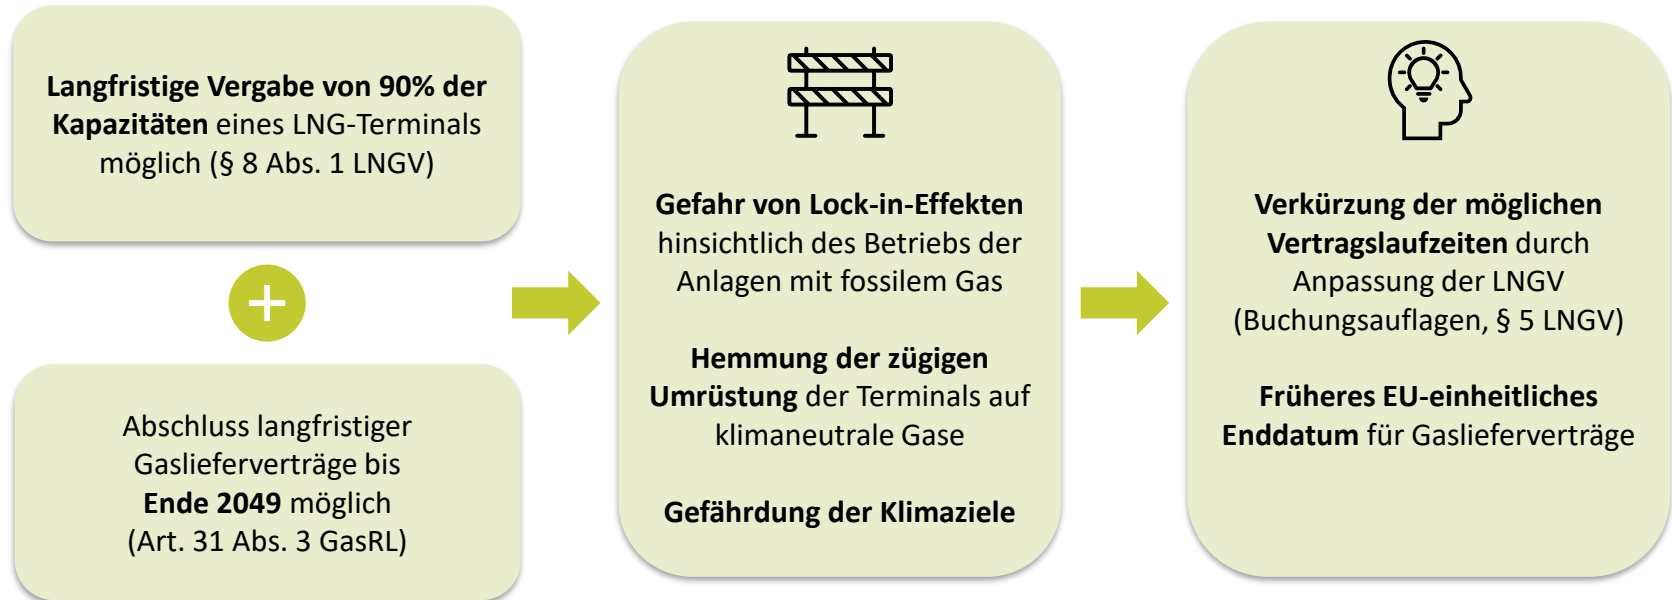 Langfristige Vergabe von 90% der
Kapazitäten eines LNG-Terminals
möglich (§ 8 Abs. 1 LNGV)
Abschluss langfristiger
Gaslieferverträge bis
Ende 2049 möglich
(Art. 31 Abs. 3 GasRL)
Gefahr von Lock-in-Effekten
hinsichtlich des Betriebs der
Anlagen mit fossilem Gas
Hemmung der zügigen
Umrüstung der Terminals auf
klimaneutrale Gase
Gefährdung der Klimaziele
Verkürzung der möglichen
Vertragslaufzeiten durch
Anpassung der LNGV
(Buchungsauflagen, § 5 LNGV)
Früheres EU-einheitliches
Enddatum für Gaslieferverträge